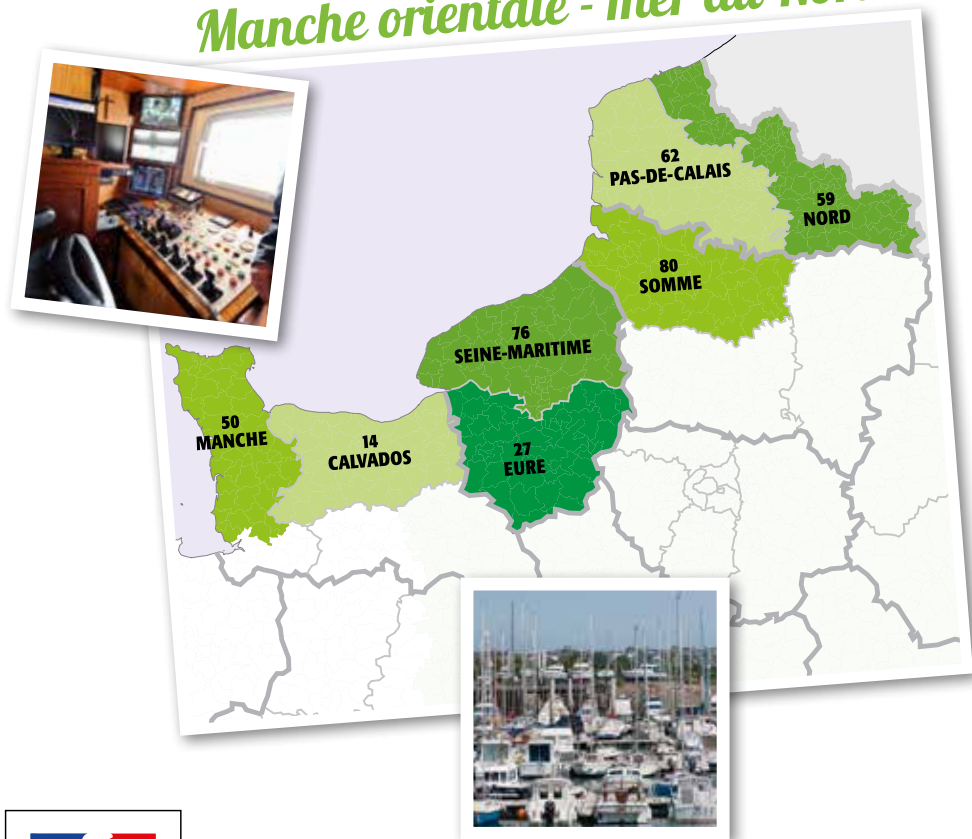 Manche orientale - mer du Nord
62
PAS-DE-CALAIS
59
NORD
80
SOMME
76
SEINE-MARITIME
50
MANCHE
14
CALVADOS
27
EURE